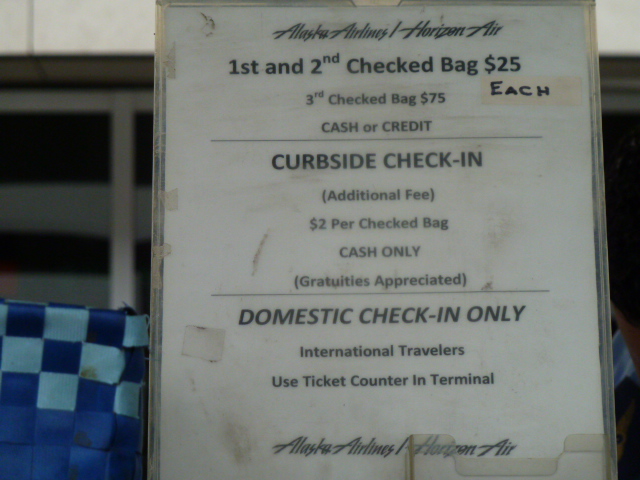 Alaska Airlines / Horizon Air
1st and 2nd Checked Bag $25
EACH
3rd Checked Bag $75
CASH or CREDIT
CURBSIDE CHECK-IN
(Additional Fee)
$2 Per Checked Bag
CASH ONLY
(Gratuities Appreciated)
DOMESTIC CHECK-IN ONLY
International Travelers
Use Ticket Counter In Terminal
Alaska Airlines / Horizon Air